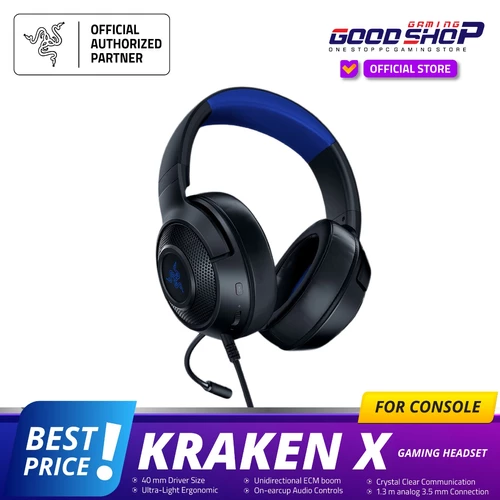 OFFICIAL
AUTHORIZED
PARTNER
GAMING
GOODSHOP
ONE STOP PC GAMING STORE
OFFICIAL STORE
FOR CONSOLE
BEST
PRICE!
KRAKEN X GAMING HEADSET
• 40 mm Driver Size
• Ultra-Light Ergonomic
• Unidirectional ECM boom
• On-earcup Audio Controls
• Crystal Clear Communication
1.3 m analog 3.5 mm Connection